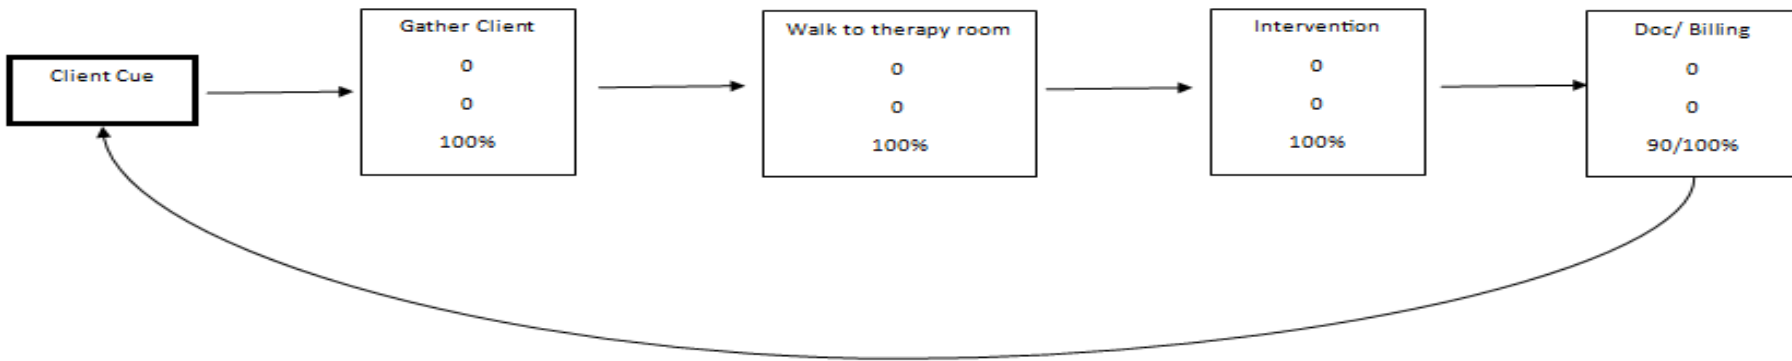 Client Cue
Gather Client
0
0
100%
Walk to therapy room
0
0
100%
Intervention
0
0
100%
Doc/ Billing
0
0
90/100%